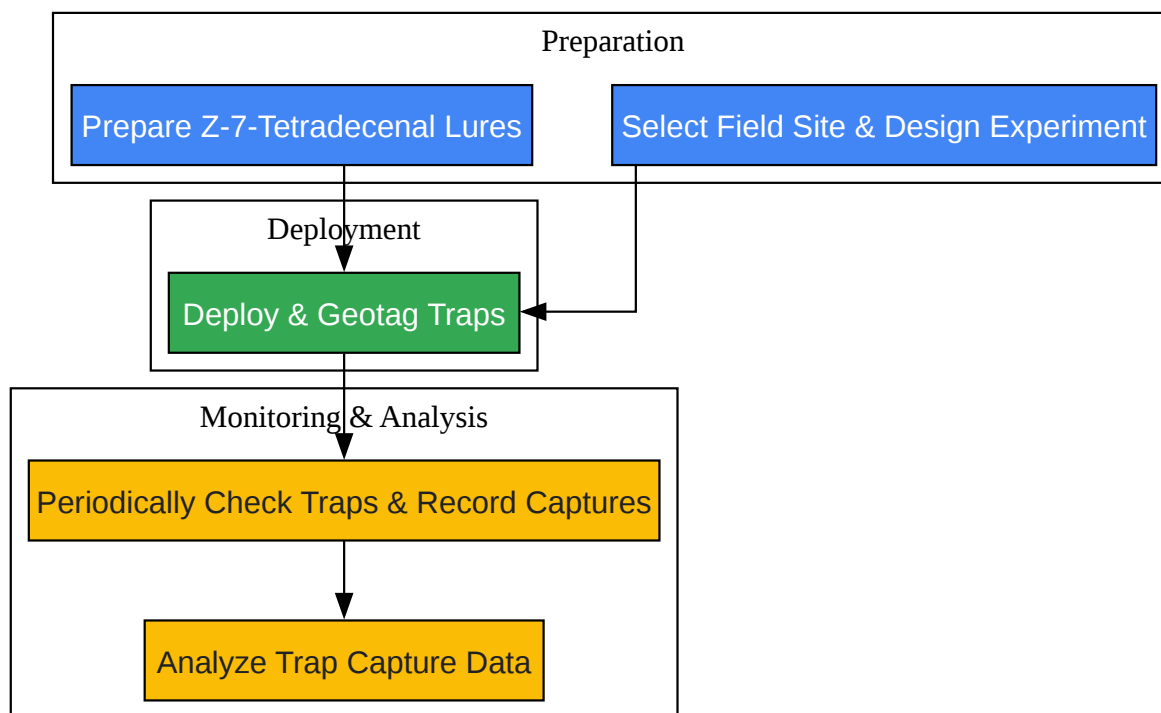 Preparation
Prepare Z-7-Tetradecenal Lures
Select Field Site & Design Experiment
Deployment
Deploy & Geotag Traps
Monitoring & Analysis
Periodically Check Traps & Record Captures
Analyze Trap Capture Data